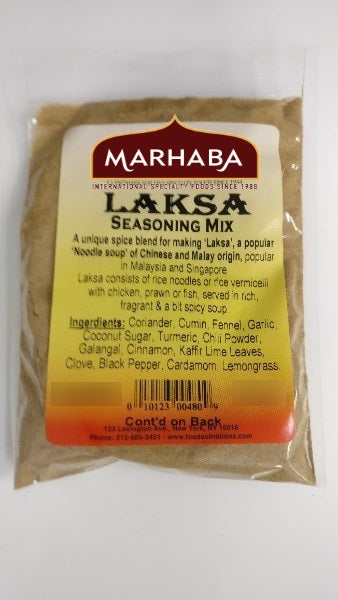 MARHABA
INTERNATIONAL SPECIALTY FOODS SINCE 1988
LAKSA
SEASONING MIX
A unique spice blend for making 'Laksa', a popular
'Noodle soup' of Chinese and Malay origin, popular
in Malaysia and Singapore
Laksa consists of rice noodles or rice vermicelli
with chicken, prawn or fish, served in rich,
fragrant & a bit spicy soup.
Ingredients: Coriander, Cumin, Fennel, Garlic,
Coconut Sugar, Turmeric, Chili Powder,
Galangal, Cinnamon, Kaffir Lime Leaves,
Clove, Black Pepper, Cardamom Lemongrass.
0 10123 00480 9
Cont'd on Back
123 Lexington Ave., New York, NY 10016
Phone: 212-685-3451 • www.foodsofnations.com